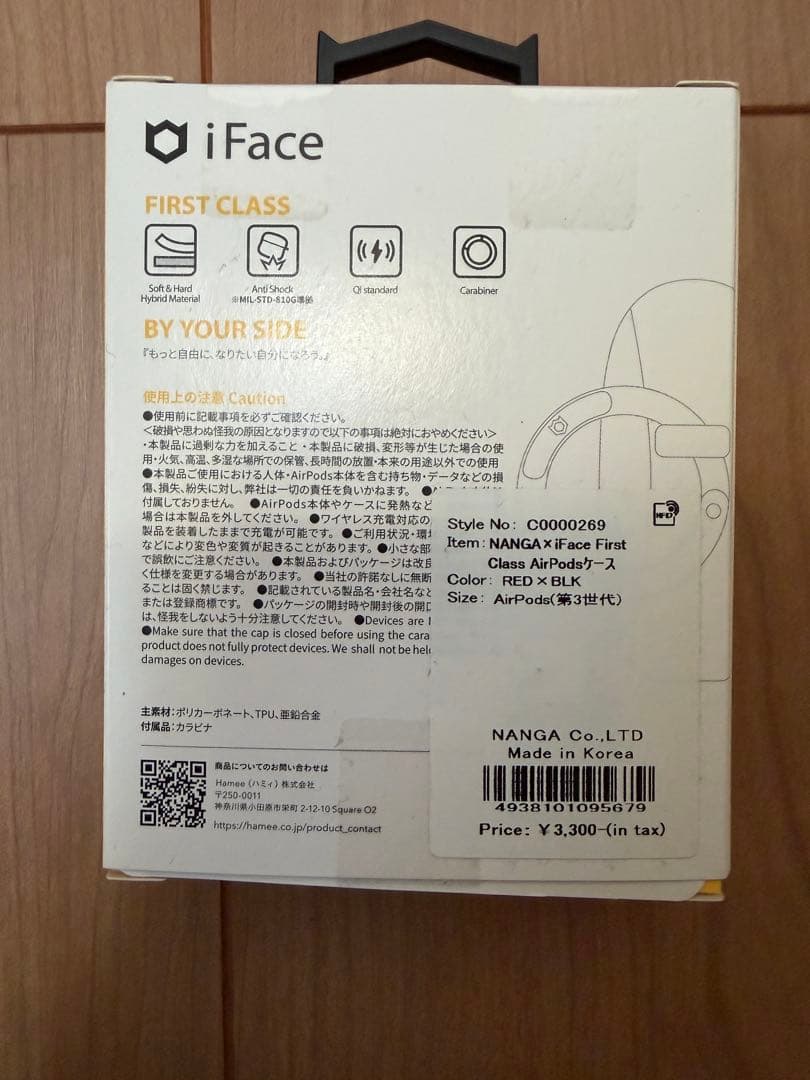 iFace
FIRST CLASS
Soft & Hard
Hybrid Material
Anti Shock
※MIL-STD-810G準拠
Qi standard
Carabiner
BY YOUR SIDE
『もっと自由に、なりたい自分になろう。』
使用上の注意 Caution
●使用前に記載事項を必ずご確認ください。
<破損や思わぬ怪我の原因となりますので以下の事項は絶対におやめください>
・本製品に過剰な力を加えること・本製品に破損、変形等が生じた場合の使
用・火気、高温、多湿な場所での保管、長時間の放置・本来の用途以外での使用
●本製品ご使用における人体・AirPods本体を含む持ち物・データなどの損
傷、損失、紛失に対し、弊社は一切の責任を負いかねます。
付属しておりません。 ●AirPods本体やケースに発熱など
場合は本製品を外してください。 ●ワイヤレス充電対応の
製品を装着したままで充電が可能です。 ●ご利用状況・環
などにより変色や変質が起きることがあります。 ●小さな部
で誤飲にご注意ください。 ●本製品およびパッケージは改良
く仕様を変更する場合があります。 ●当社の許諾なしに無断
ることは固く禁じます。 ●記載されている製品名・会社名など
または登録商標です。 ●パッケージの開封時や開封後の開口
は、怪我をしないよう十分注意してください。 ●Devices are
●Make sure that the cap is closed before using the cara
product does not fully protect devices. We shall not be hel
damages on devices.
主素材：ポリカーボネート、TPU、亜鉛合金
付属品：カラビナ
商品についてのお問い合わせは
Hamee（ハミィ）株式会社
〒250-0011
神奈川県小田原市栄町 2-12-10 Square O2
https://hamee.co.jp/product_contact
RFID
Style No: C0000269
Item: NANGA×iFace First
Class AirPodsケース
Color: RED×BLK
Size: AirPods(第3世代)
NANGA Co.,LTD
Made in Korea
4938101095679
Price: ¥3,300-(in tax)